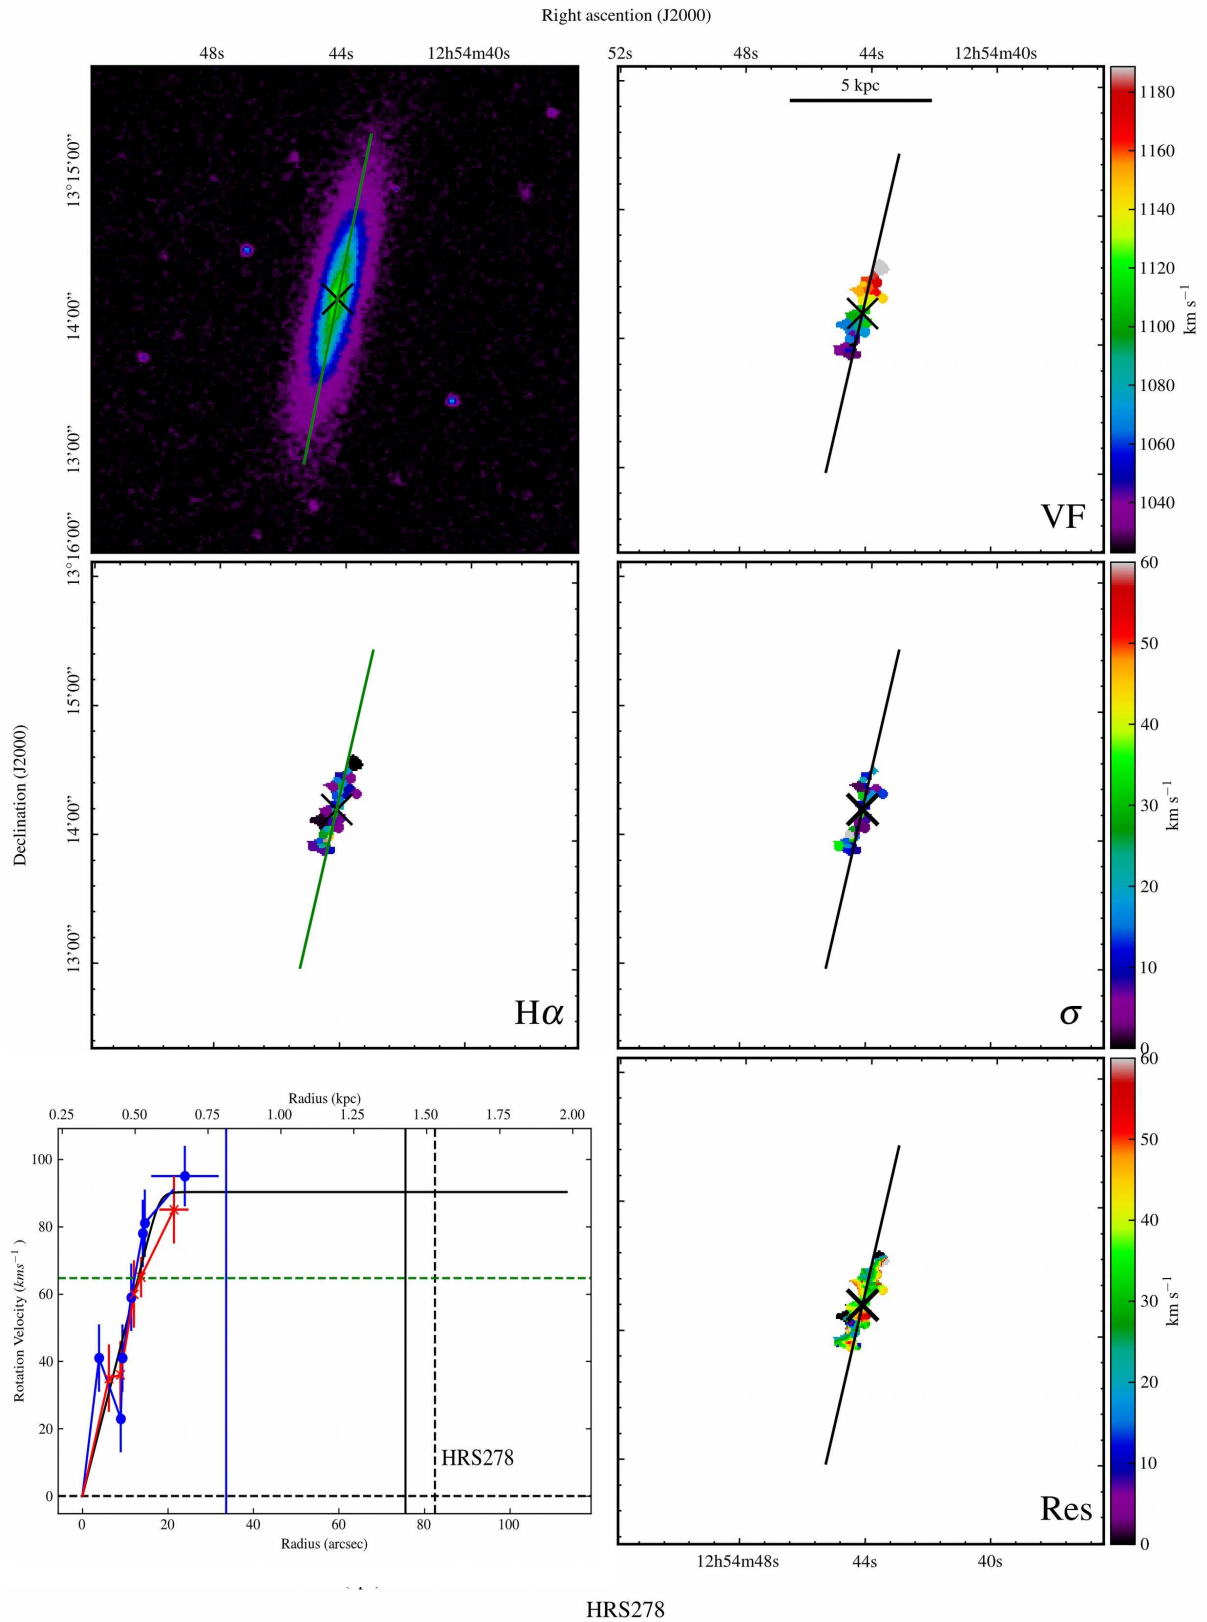 Right ascention (J2000)
48s 44s 12h54m40s
52s 48s 44s 12h54m40s
13°15'00”
14'00”
13'00”
5 kpc
VF
1180
1160
1140
1120
1100
1080
1060
1040
km s⁻¹
Declination (J2000)
13°16'00”
15'00”
14'00”
13'00”
Hα
σ
60
50
40
30
20
10
0
km s⁻¹
Radius (kpc)
0.25 0.50 0.75 1.00 1.25 1.50 1.75 2.00
Rotation Velocity (kms⁻¹ )
100
80
60
40
20
0
HRS278
0 20 40 60 80 100
Radius (arcsec)
Res
60
50
40
30
20
10
0
km s⁻¹
12h54m48s 44s 40s
HRS278